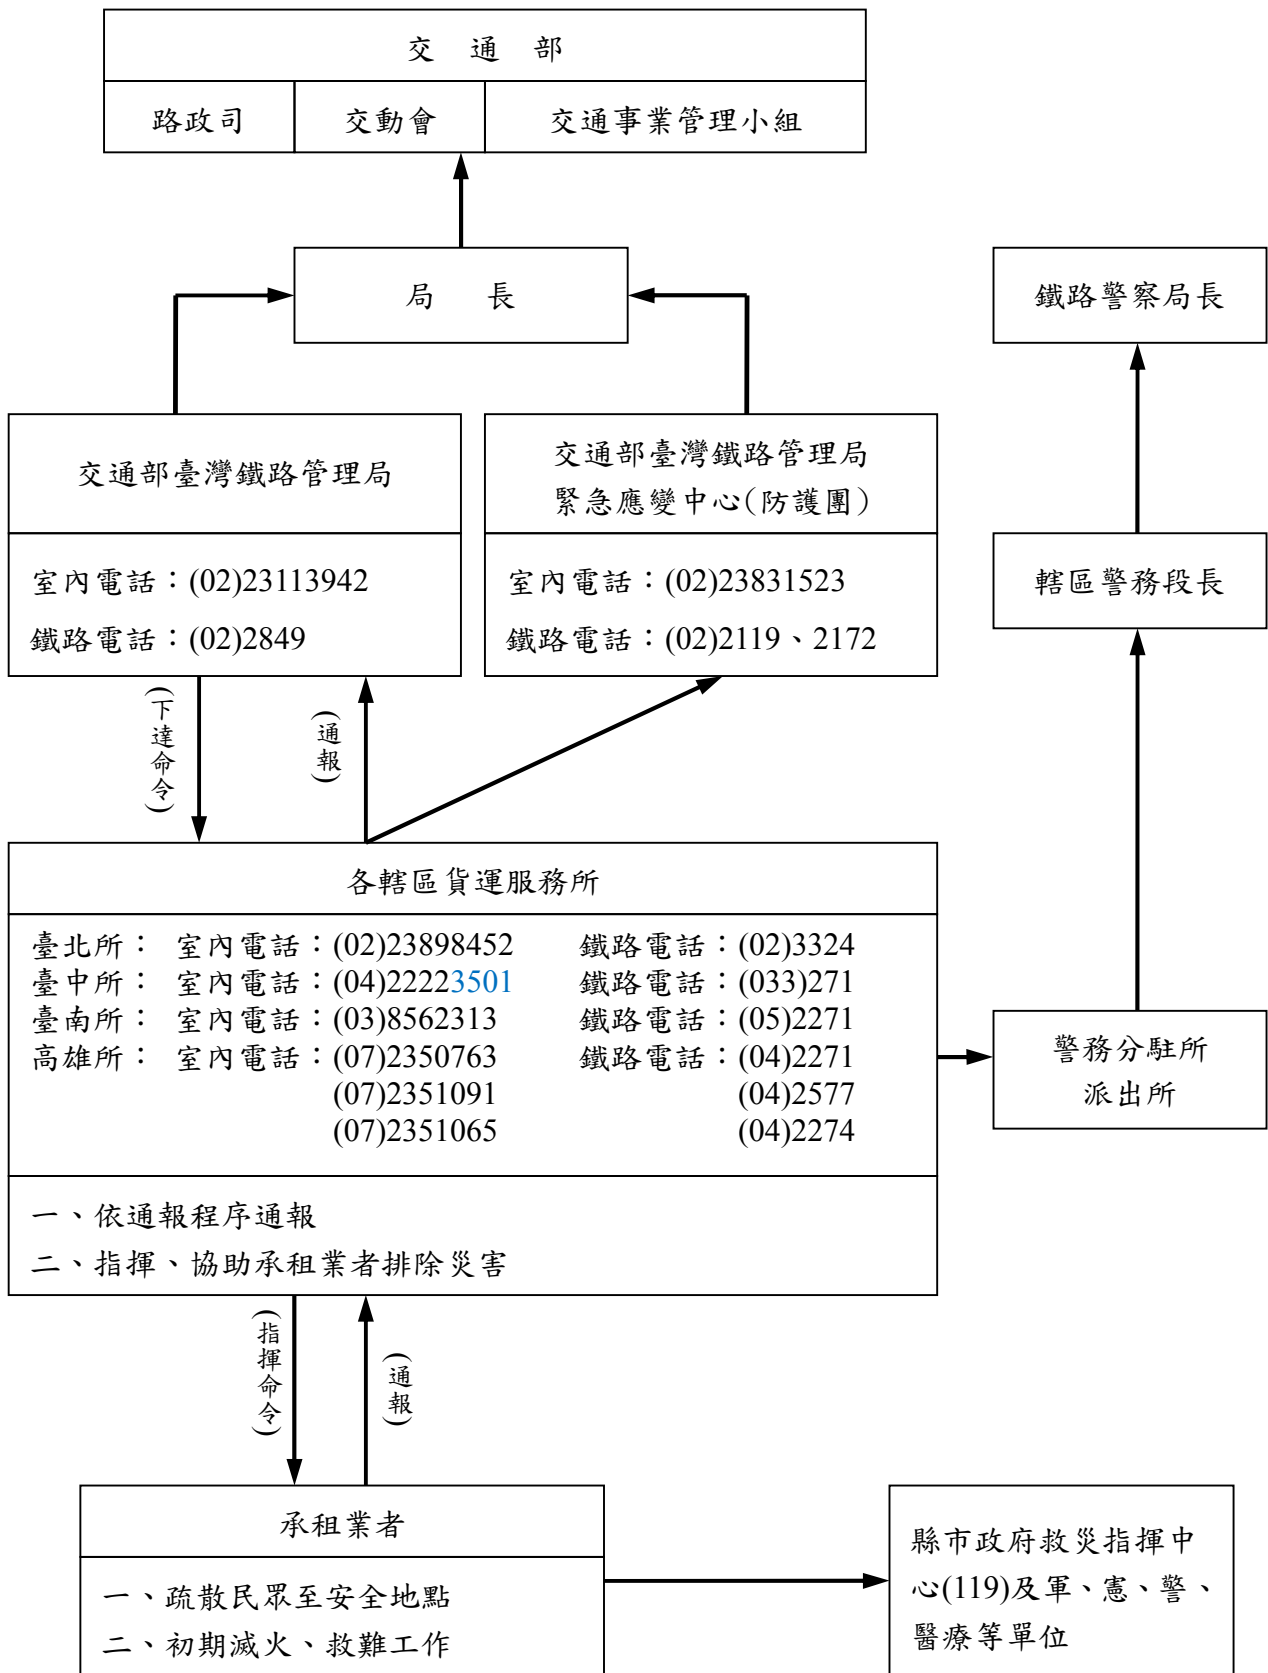 交 通 部
路政司 交動會 交通事業管理小組
局 長
鐵路警察局長
交通部臺灣鐵路管理局
室內電話：(02)23113942
鐵路電話：(02)2849
交通部臺灣鐵路管理局
緊急應變中心(防護團)
室內電話：(02)23831523
鐵路電話：(02)2119、2172
轄區警務段長
(下達命令)
(通報)
各轄區貨運服務所
臺北所： 室內電話：(02)23898452 鐵路電話：(02)3324
臺中所： 室內電話：(04)22223501 鐵路電話：(033)271
臺南所： 室內電話：(03)8562313 鐵路電話：(05)2271
高雄所： 室內電話：(07)2350763 鐵路電話：(04)2271
(07)2351091 (04)2577
(07)2351065 (04)2274
一、依通報程序通報
二、指揮、協助承租業者排除災害
警務分駐所
派出所
(指揮命令)
(通報)
承租業者
一、疏散民眾至安全地點
二、初期滅火、救難工作
縣市政府救災指揮中
心(119)及軍、憲、警、
醫療等單位